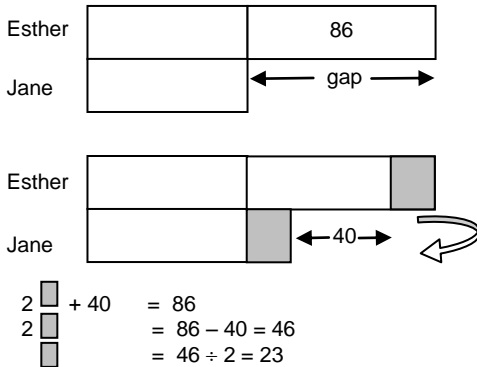 Esther 86
Jane gap
Esther
Jane 40
2 + 40 = 86
2 = 86 – 40 = 46
= 46 ÷ 2 = 23